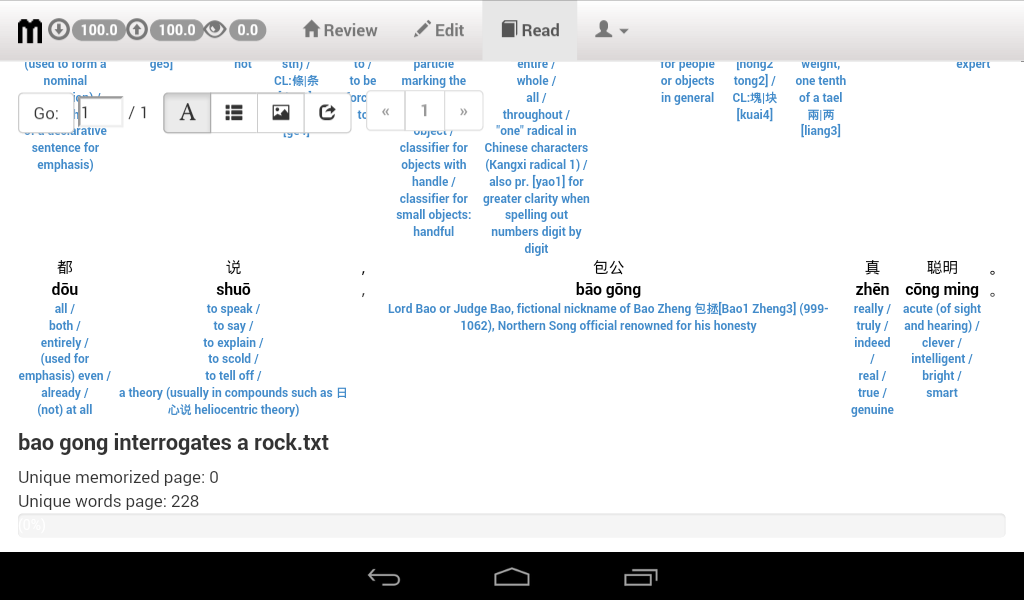 m 100.0 100.0 0.0 Review Edit Read
(used to form a ge5] not sth) / to / particle entire / for people [hong2 weight, expert
nominal CL:條|条 to be marking the whole / or objects tong2] / one tenth
all / in general CL:塊|块 of a tael
Go: 1 / 1 A « 1 »
throughout / [kuai4] 兩|两
of a declarative [ge4] object / "one" radical in [liang3]
sentence for classifier for Chinese characters
emphasis) objects with (Kangxi radical 1) /
handle / also pr. [yao1] for
classifier for greater clarity when
small objects: spelling out
handful numbers digit by
digit
都 说 , 包公 真 聪明 。
dōu shuō , bāo gōng zhēn cōng ming 。
all / to speak / Lord Bao or Judge Bao, fictional nickname of Bao Zheng 包拯[Bao1 Zheng3] (999- really / acute (of sight
both / to say / 1062), Northern Song official renowned for his honesty truly / and hearing) /
entirely / to explain / indeed clever /
(used for to scold / / intelligent /
emphasis) even / to tell off / real / bright /
already / a theory (usually in compounds such as 日 true / smart
(not) at all 心说 heliocentric theory) genuine
bao gong interrogates a rock.txt
Unique memorized page: 0
Unique words page: 228
(0%)